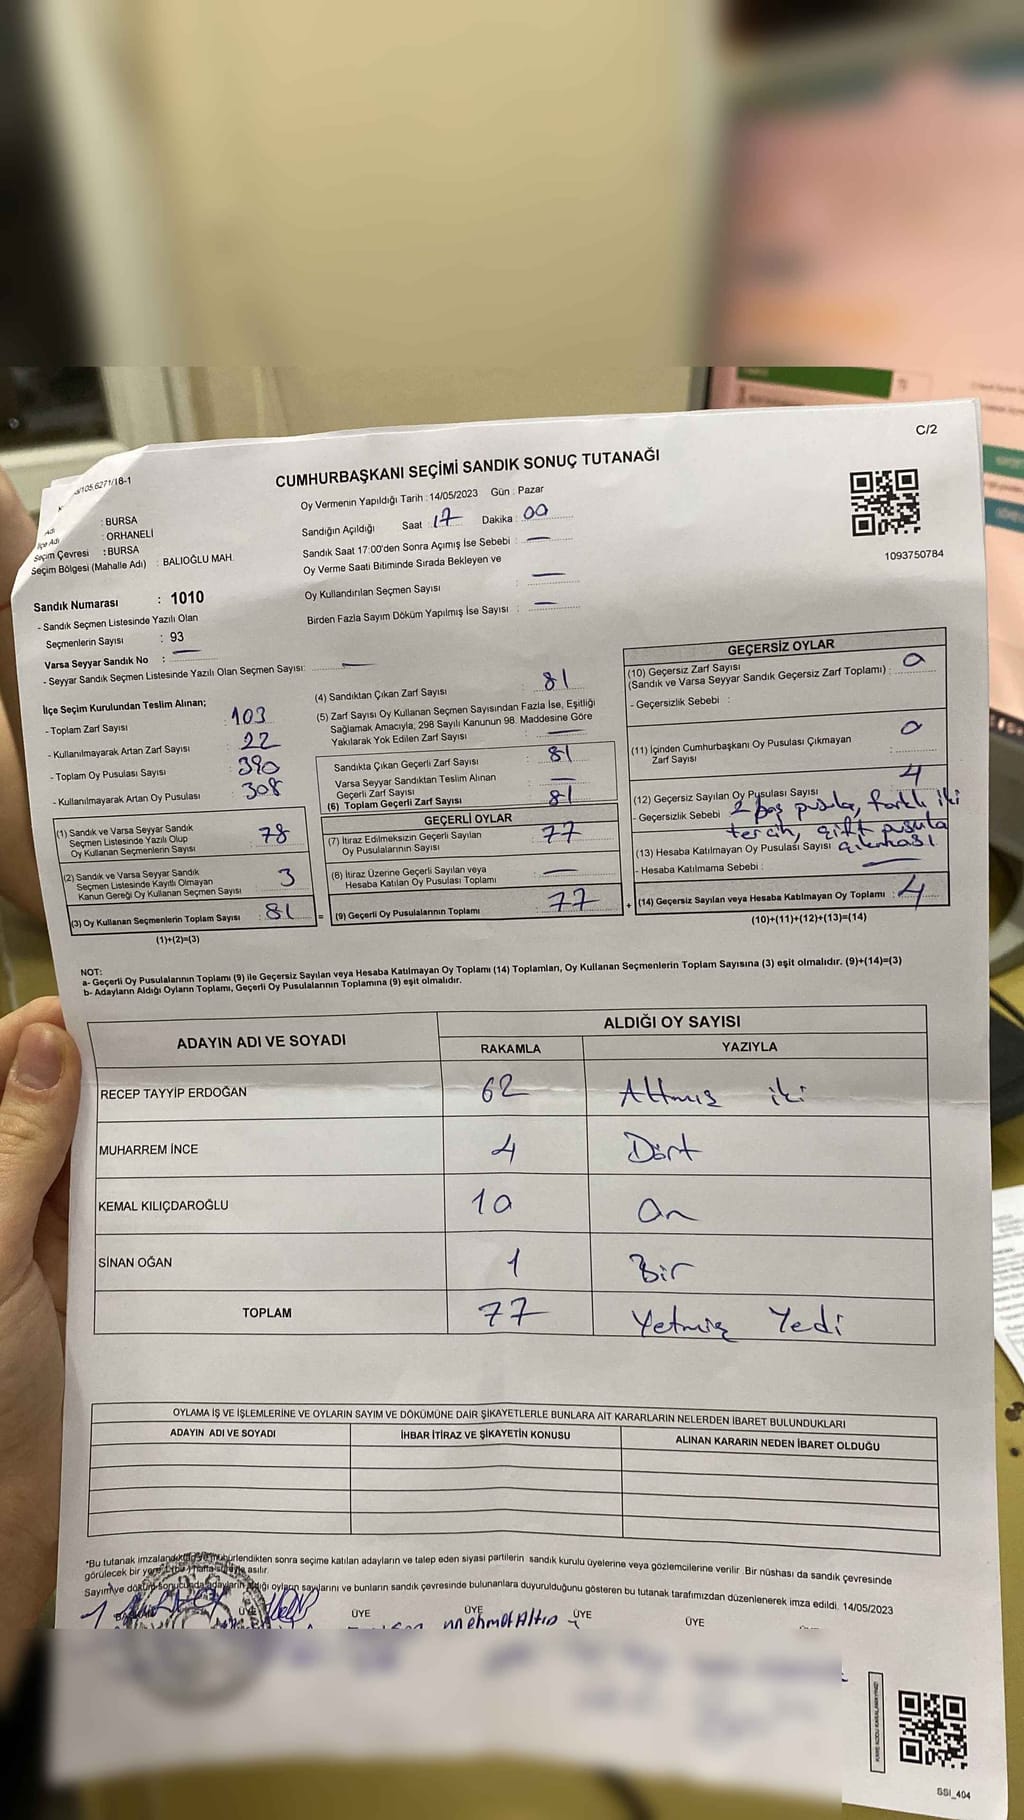 C/2
CUMHURBAŞKANI SEÇİMİ SANDIK SONUÇ TUTANAĞI
: BURSA
İlçe Adı : ORHANELİ
Seçim Çevresi : BURSA
Seçim Bölgesi (Mahalle Adı) : BALIOĞLU MAH.
Sandık Numarası : 1010
- Sandık Seçmen Listesinde Yazılı Olan
Seçmenlerin Sayısı : 93
Varsa Seyyar Sandık No : —
- Seyyar Sandık Seçmen Listesinde Yazılı Olan Seçmen Sayısı: —
Oy Vermenin Yapıldığı Tarih : 14/05/2023 Gün : Pazar
Sandığın Açıldığı Saat : 17 Dakika : 00
Sandık Saat 17:00'den Sonra Açımış İse Sebebi : —
Oy Verme Saati Bitiminde Sırada Bekleyen ve
Oy Kullandırılan Seçmen Sayısı : —
Birden Fazla Sayım Döküm Yapılmış İse Sayısı : —
1093750784
İlçe Seçim Kurulundan Teslim Alınan;
- Toplam Zarf Sayısı : 103
- Kullanılmayarak Artan Zarf Sayısı : 22
- Toplam Oy Pusulası Sayısı : 390
- Kullanılmayarak Artan Oy Pusulası : 308
(1) Sandık ve Varsa Seyyar Sandık
Seçmen Listesinde Yazılı Olup
Oy Kullanan Seçmenlerin Sayısı : 78
(2) Sandık ve Varsa Seyyar Sandık
Seçmen Listesinde Kayıtlı Olmayan
Kanun Gereği Oy Kullanan Seçmen Sayısı : 3
(3) Oy Kullanan Seçmenlerin Toplam Sayısı : 81
(1)+(2)=(3)
(4) Sandıktan Çıkan Zarf Sayısı : 81
(5) Zarf Sayısı Oy Kullanan Seçmen Sayısından Fazla İse, Eşitliği
Sağlamak Amacıyla; 298 Sayılı Kanunun 98. Maddesine Göre
Yakılarak Yok Edilen Zarf Sayısı : —
Sandıkta Çıkan Geçerli Zarf Sayısı : 81
Varsa Seyyar Sandıktan Teslim Alınan
Geçerli Zarf Sayısı : —
(6) Toplam Geçerli Zarf Sayısı : 81
GEÇERLİ OYLAR
(7) İtiraz Edilmeksizin Geçerli Sayılan
Oy Pusulalarının Sayısı : 77
(8) İtiraz Üzerine Geçerli Sayılan veya
Hesaba Katılan Oy Pusulası Toplamı : —
= (9) Geçerli Oy Pusulalarının Toplamı : 77
GEÇERSİZ OYLAR
(10) Geçersiz Zarf Sayısı
(Sandık ve Varsa Seyyar Sandık Geçersiz Zarf Toplamı) : 0
- Geçersizlik Sebebi :
(11) İçinden Cumhurbaşkanı Oy Pusulası Çıkmayan
Zarf Sayısı : 0
(12) Geçersiz Sayılan Oy Pusulası Sayısı : 4
- Geçersizlik Sebebi 2 boş pusula, farklı iki
tercih, çift pusula
çıkması
(13) Hesaba Katılmayan Oy Pusulası Sayısı : —
- Hesaba Katılmama Sebebi :
+ (14) Geçersiz Sayılan veya Hesaba Katılmayan Oy Toplamı : 4
(10)+(11)+(12)+(13)=(14)
NOT:
a- Geçerli Oy Pusulalarının Toplamı (9) ile Geçersiz Sayılan veya Hesaba Katılmayan Oy Toplamı (14) Toplamları, Oy Kullanan Seçmenlerin Toplam Sayısına (3) eşit olmalıdır. (9)+(14)=(3)
b- Adayların Aldığı Oyların Toplamı, Geçerli Oy Pusulalarının Toplamına (9) eşit olmalıdır.
ADAYIN ADI VE SOYADI
ALDIĞI OY SAYISI
RAKAMLA YAZIYLA
RECEP TAYYİP ERDOĞAN 62 Altmış iki
MUHARREM İNCE 4 Dört
KEMAL KILIÇDAROĞLU 10 On
SİNAN OĞAN 1 Bir
TOPLAM 77 Yetmiş Yedi
OYLAMA İŞ VE İŞLEMLERİNE VE OYLARIN SAYIM VE DÖKÜMÜNE DAİR ŞİKAYETLERLE BUNLARA AİT KARARLARIN NELERDEN İBARET BULUNDUKLARI
ADAYIN ADI VE SOYADI İHBAR İTİRAZ VE ŞİKAYETİN KONUSU ALINAN KARARIN NEDEN İBARET OLDUĞU
*Bu tutanak imzalandıktan ve mühürlendikten sonra seçime katılan adayların ve talep eden siyasi partilerin sandık kurulu üyelerine veya gözlemcilerine verilir. Bir nüshası da sandık çevresinde
görülecek bir yere bir hafta süreyle asılır.
Sayım ve döküm sonucunda adayların aldığı oyların sayılarını ve bunların sandık çevresinde bulunanlara duyurulduğunu gösteren bu tutanak tarafımızdan düzenlenerek imza edildi. 14/05/2023
ÜYE ÜYE ÜYE ÜYE
Mehmet Altın
SSI_404